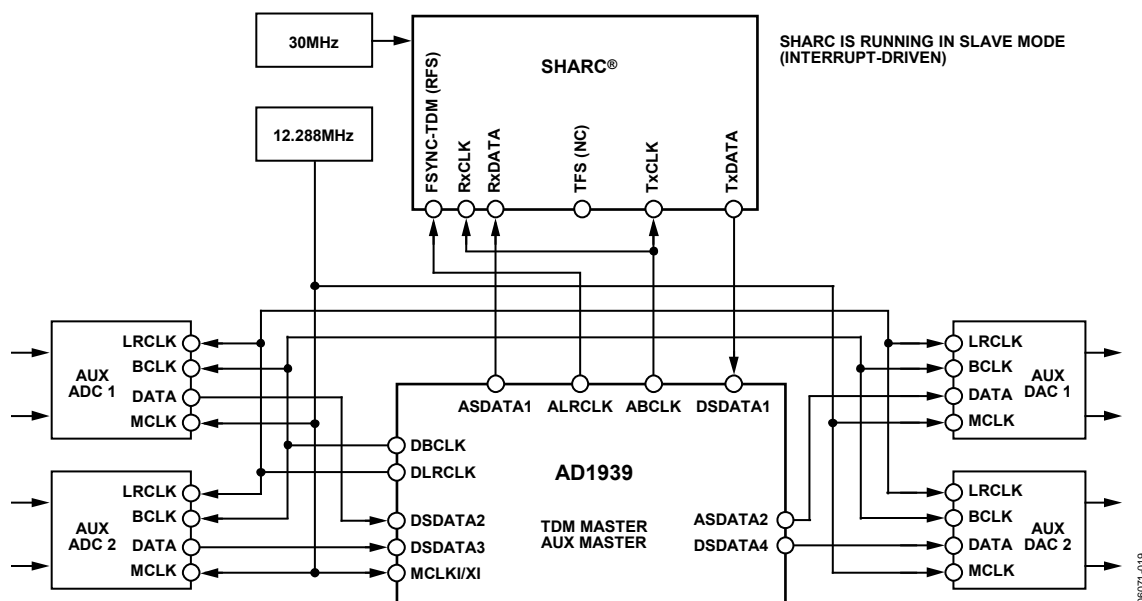 30MHz
12.288MHz
SHARC®
SHARC IS RUNNING IN SLAVE MODE
(INTERRUPT-DRIVEN)
FSYNC-TDM (RFS)
RxCLK
RxDATA
TFS (NC)
TxCLK
TxDATA
LRCLK
BCLK
DATA
MCLK
AUX
ADC 1
LRCLK
BCLK
DATA
MCLK
AUX
ADC 2
ASDATA1
ALRCLK
ABCLK
DSDATA1
DBCLK
DLRCLK
DSDATA2
DSDATA3
MCLKI/XI
AD1939
TDM MASTER
AUX MASTER
ASDATA2
DSDATA4
LRCLK
BCLK
DATA
MCLK
AUX
DAC 1
LRCLK
BCLK
DATA
MCLK
AUX
DAC 2
06071-019